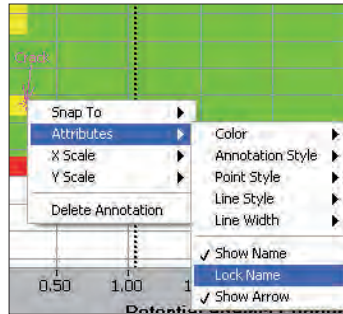 Snap To
Attributes
X Scale
Y Scale
Delete Annotation
Color
Annotation Style
Point Style
Line Style
Line Width
✓ Show Name
Lock Name
✓ Show Arrow
0.50 1.00